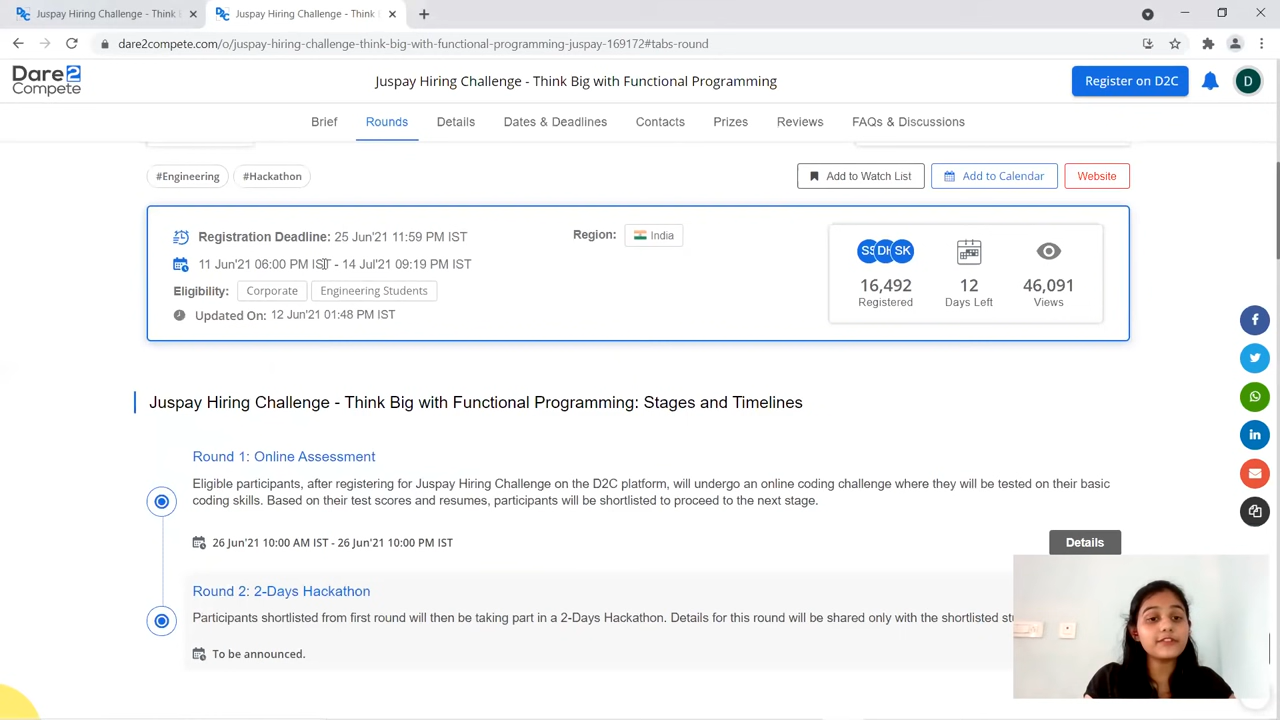 Juspay Hiring Challenge - Think
Juspay Hiring Challenge - Think
dare2compete.com/o/juspay-hiring-challenge-think-big-with-functional-programming-juspay-169172#tabs-round
Dare2
Compete
Juspay Hiring Challenge - Think Big with Functional Programming
Register on D2C
D
Brief
Rounds
Details
Dates & Deadlines
Contacts
Prizes
Reviews
FAQs & Discussions
#Engineering
#Hackathon
Add to Watch List
Add to Calendar
Website
Registration Deadline: 25 Jun'21 11:59 PM IST
11 Jun'21 06:00 PM IST - 14 Jul'21 09:19 PM IST
Eligibility: Corporate Engineering Students
Updated On: 12 Jun'21 01:48 PM IST
Region: India
SK
16,492
Registered
12
Days Left
46,091
Views
Juspay Hiring Challenge - Think Big with Functional Programming: Stages and Timelines
Round 1: Online Assessment
Eligible participants, after registering for Juspay Hiring Challenge on the D2C platform, will undergo an online coding challenge where they will be tested on their basic
coding skills. Based on their test scores and resumes, participants will be shortlisted to proceed to the next stage.
26 Jun'21 10:00 AM IST - 26 Jun'21 10:00 PM IST
Details
Round 2: 2-Days Hackathon
Participants shortlisted from first round will then be taking part in a 2-Days Hackathon. Details for this round will be shared only with the shortlisted
To be announced.